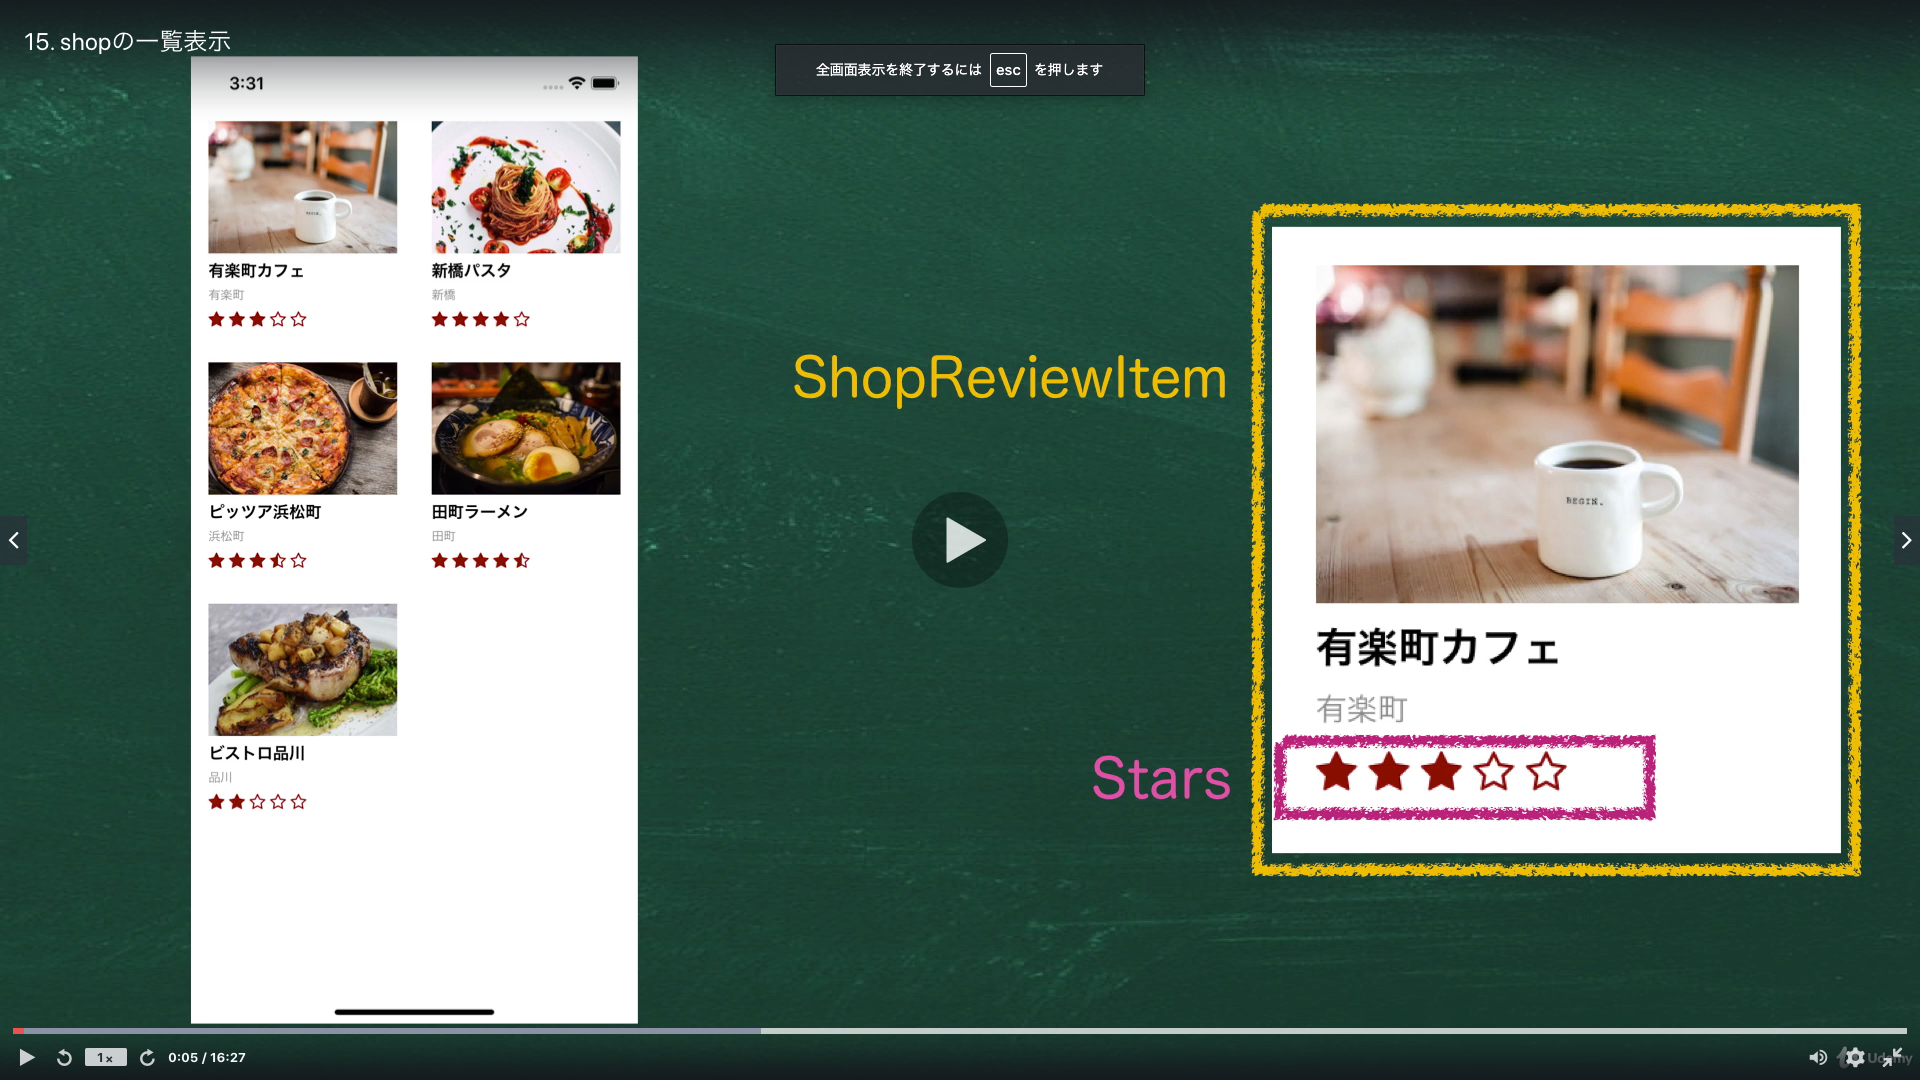 15. shopの一覧表示
全画面表示を終了するには esc を押します
3:31
有楽町カフェ
有楽町
新橋パスタ
新橋
ピッツア浜松町
浜松町
田町ラーメン
田町
ビストロ品川
品川
ShopReviewItem
BEGIN.
有楽町カフェ
有楽町
Stars
1x
0:05 / 16:27
Udemy